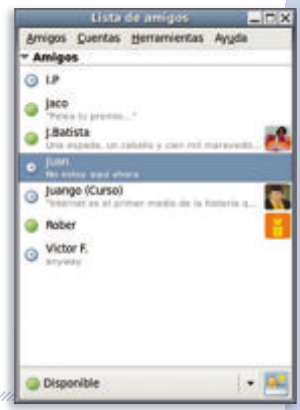 Lista de amigos
Amigos Cuentas Herramientas Ayuda
Amigos
I.P
Jaco
"Pelea tu premio..."
J.Batista
Una espada, un caballo y cien mil maravedís...
Juan
No estoy aquí ahora
Juango (Curso)
"Internet es el primer medio de la historia q...
Rober
Victor F.
anyway
Disponible